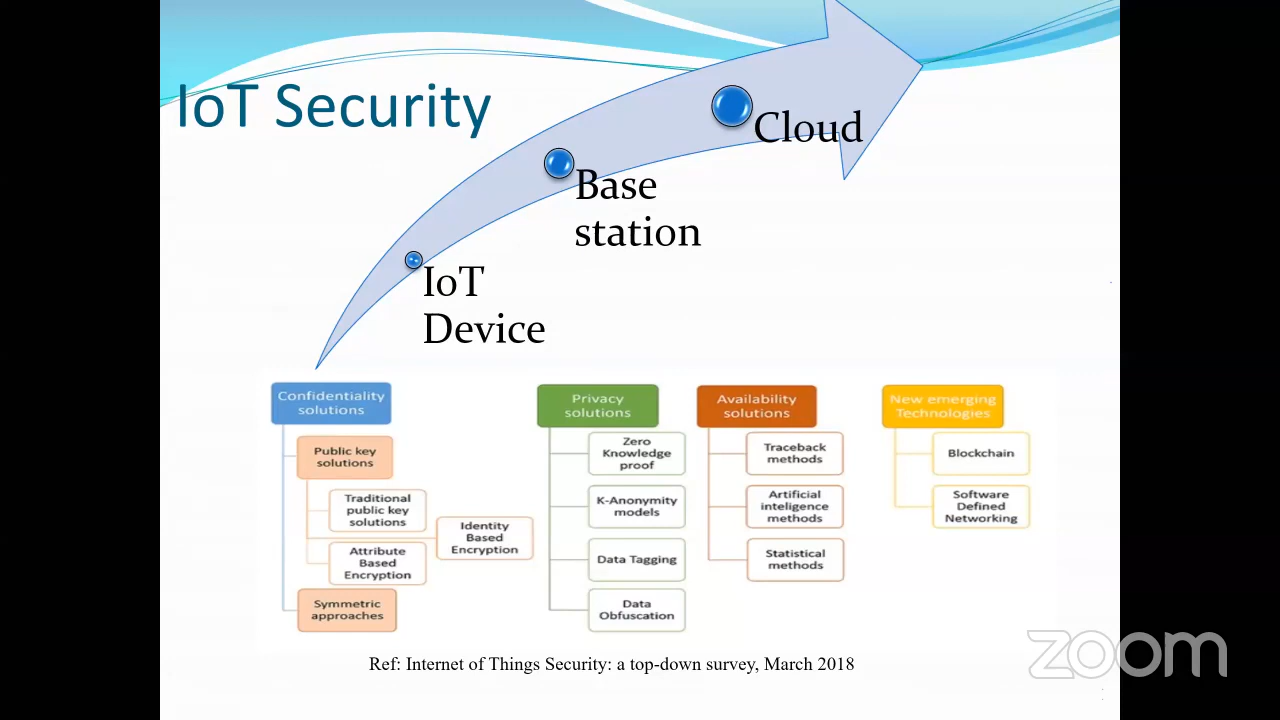 IoT Security
Cloud
Base
station
IoT
Device
Confidentiality
solutions
Public key
solutions
Traditional
public key
solutions
Identity
Based
Encryption
Attribute
Based
Encryption
Symmetric
approaches
Privacy
solutions
Zero
Knowledge
proof
K-Anonymity
models
Data Tagging
Data
Obfuscation
Availability
solutions
Traceback
methods
Artificial
inteligence
methods
Statistical
methods
New emerging
Technologies
Blockchain
Software
Defined
Networking
Ref: Internet of Things Security: a top-down survey, March 2018
zoom